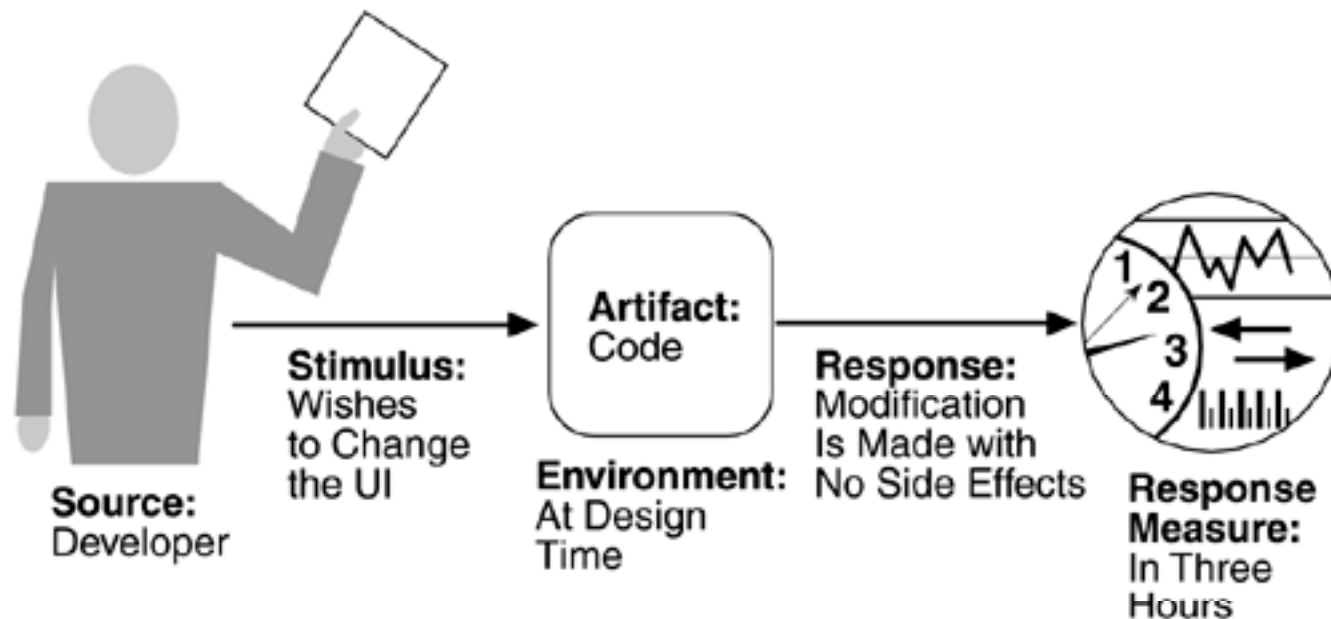 Source:
Developer
Stimulus:
Wishes
to Change
the UI
Artifact:
Code
Environment:
At Design
Time
Response:
Modification
Is Made with
No Side Effects
1
2
3
4
Response
Measure:
In Three
Hours